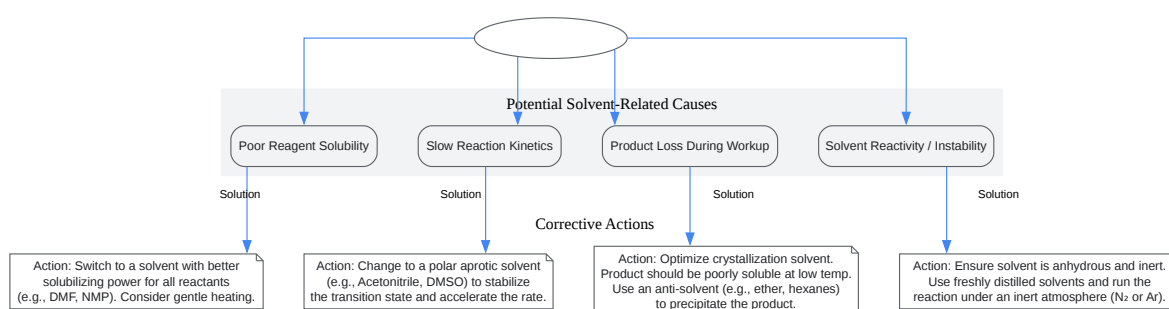 Potential Solvent-Related Causes
Poor Reagent Solubility
Slow Reaction Kinetics
Product Loss During Workup
Solvent Reactivity / Instability
Solution
Solution
Solution
Solution
Corrective Actions
Action: Switch to a solvent with better
solubilizing power for all reactants
(e.g., DMF, NMP). Consider gentle heating.
Action: Change to a polar aprotic solvent
(e.g., Acetonitrile, DMSO) to stabilize
the transition state and accelerate the rate.
Action: Optimize crystallization solvent.
Product should be poorly soluble at low temp.
Use an anti-solvent (e.g., ether, hexanes)
to precipitate the product.
Action: Ensure solvent is anhydrous and inert.
Use freshly distilled solvents and run the
reaction under an inert atmosphere (N₂ or Ar).